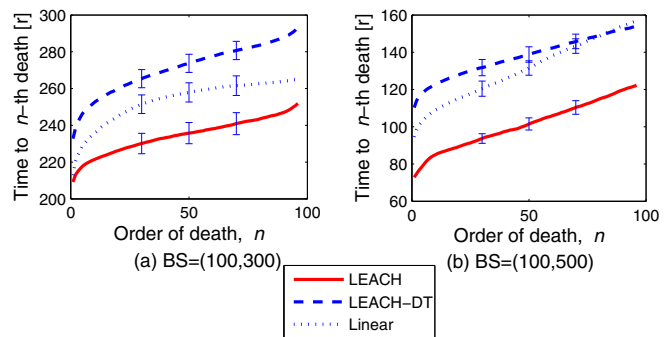 Time to n-th death [r]
300
280
260
240
220
200
0
50
100
Order of death, n
(a) BS=(100,300)
Time to n-th death [r]
160
140
120
100
80
60
0
50
100
Order of death, n
(b) BS=(100,500)
LEACH
LEACH-DT
Linear